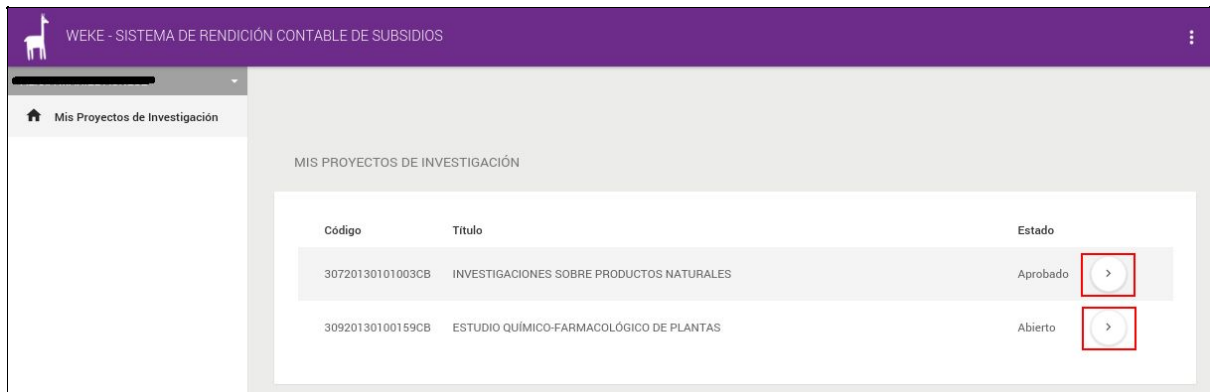 WEKE - SISTEMA DE RENDICIÓN CONTABLE DE SUBSIDIOS
Mis Proyectos de Investigación
MIS PROYECTOS DE INVESTIGACIÓN
Código Título Estado
30720130101003CB INVESTIGACIONES SOBRE PRODUCTOS NATURALES Aprobado
30920130100159CB ESTUDIO QUÍMICO-FARMACOLÓGICO DE PLANTAS Abierto